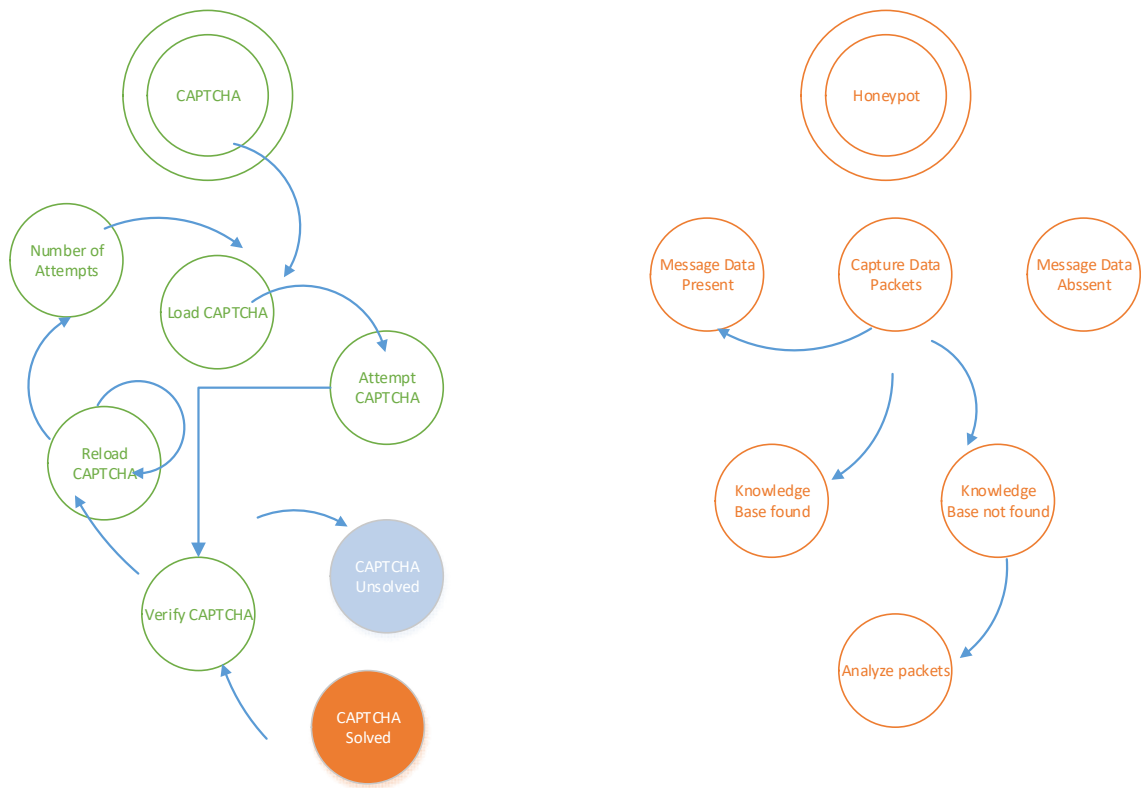 CAPTCHA
Number of
Attempts
Load CAPTCHA
Attempt
CAPTCHA
Reload
CAPTCHA
CAPTCHA
Unsolved
Verify CAPTCHA
CAPTCHA
Solved
Honeypot
Message Data
Present
Capture Data
Packets
Message Data
Abssent
Knowledge
Base found
Knowledge
Base not found
Analyze packets